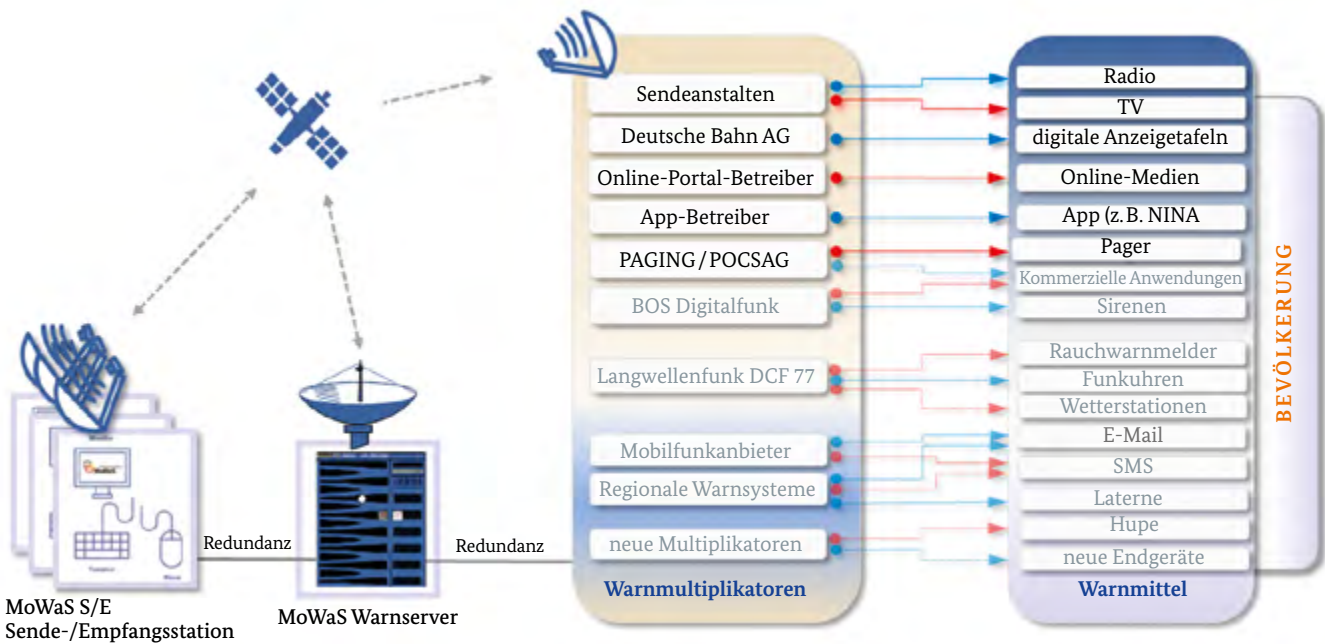 Sendeanstalten
Deutsche Bahn AG
Online-Portal-Betreiber
App-Betreiber
PAGING / POCSAG
BOS Digitalfunk
Langwellenfunk DCF 77
Mobilfunkanbieter
Regionale Warnsysteme
neue Multiplikatoren
Warnmultiplikatoren
Radio
TV
digitale Anzeigetafeln
Online-Medien
App (z. B. NINA
Pager
Kommerzielle Anwendungen
Sirenen
Rauchwarnmelder
Funkuhren
Wetterstationen
E-Mail
SMS
Laterne
Hupe
neue Endgeräte
Warnmittel
BEVÖLKERUNG
Redundanz
Redundanz
MoWaS S/E
Sende-/Empfangsstation
MoWaS Warnserver